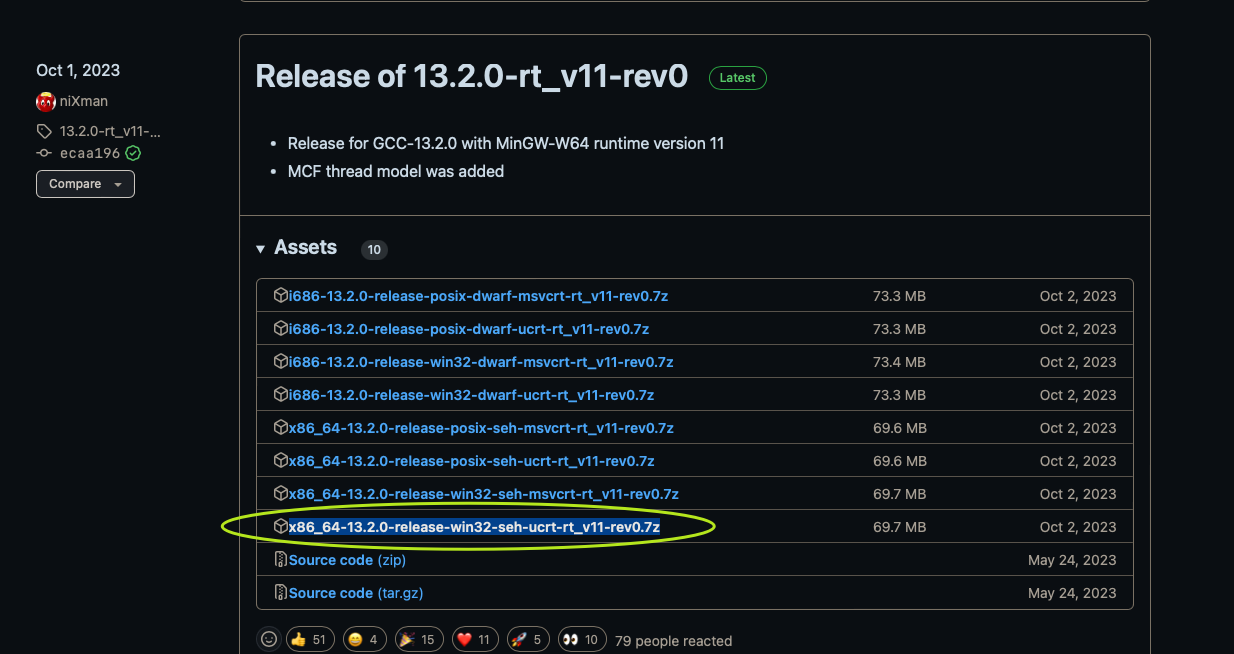 Oct 1, 2023
niXman
13.2.0-rt_v11-...
ecaa196
Compare
Release of 13.2.0-rt_v11-rev0 Latest
• Release for GCC-13.2.0 with MinGW-W64 runtime version 11
• MCF thread model was added
Assets 10
i686-13.2.0-release-posix-dwarf-msvcrt-rt_v11-rev0.7z 73.3 MB Oct 2, 2023
i686-13.2.0-release-posix-dwarf-ucrt-rt_v11-rev0.7z 73.3 MB Oct 2, 2023
i686-13.2.0-release-win32-dwarf-msvcrt-rt_v11-rev0.7z 73.4 MB Oct 2, 2023
i686-13.2.0-release-win32-dwarf-ucrt-rt_v11-rev0.7z 73.3 MB Oct 2, 2023
x86_64-13.2.0-release-posix-seh-msvcrt-rt_v11-rev0.7z 69.6 MB Oct 2, 2023
x86_64-13.2.0-release-posix-seh-ucrt-rt_v11-rev0.7z 69.6 MB Oct 2, 2023
x86_64-13.2.0-release-win32-seh-msvcrt-rt_v11-rev0.7z 69.7 MB Oct 2, 2023
x86_64-13.2.0-release-win32-seh-ucrt-rt_v11-rev0.7z 69.7 MB Oct 2, 2023
Source code (zip) May 24, 2023
Source code (tar.gz) May 24, 2023
👍 51 😄 4 🎉 15 ❤️ 11 🚀 5 👀 10 79 people reacted